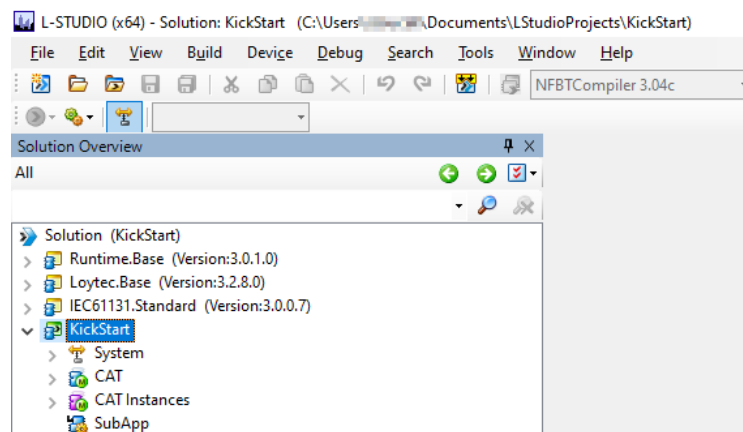 L-STUDIO (x64) - Solution: KickStart (C:\Users\Documents\LStudioProjects\KickStart)
File Edit View Build Device Debug Search Tools Window Help
NFBTCompiler 3.04c
Solution Overview
All
Solution (KickStart)
Runtime.Base (Version:3.0.1.0)
Loytec.Base (Version:3.2.8.0)
IEC61131.Standard (Version:3.0.0.7)
KickStart
System
CAT
CAT Instances
SubApp